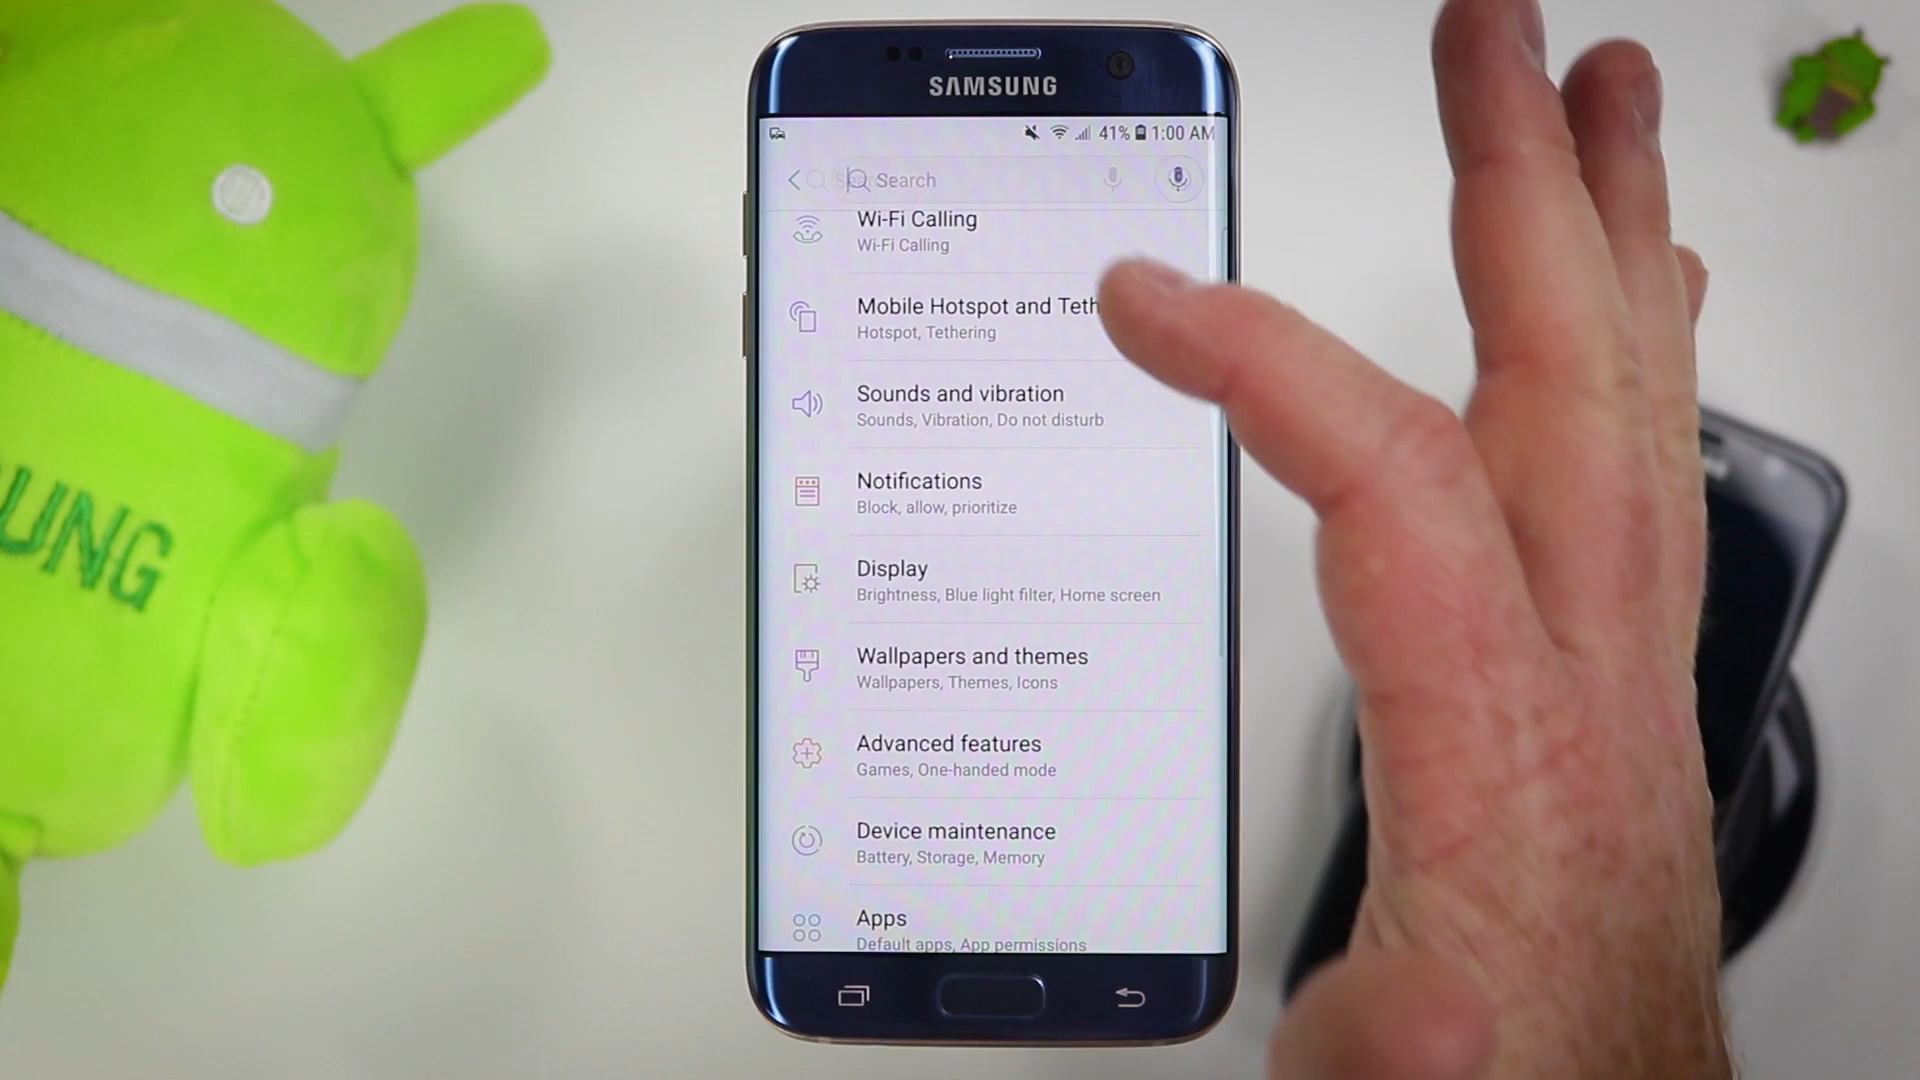 SAMSUNG
41% 1:00 AM
Search
Wi-Fi Calling
Wi-Fi Calling
Mobile Hotspot and Teth
Hotspot, Tethering
Sounds and vibration
Sounds, Vibration, Do not disturb
Notifications
Block, allow, prioritize
Display
Brightness, Blue light filter, Home screen
Wallpapers and themes
Wallpapers, Themes, Icons
Advanced features
Games, One-handed mode
Device maintenance
Battery, Storage, Memory
Apps
Default apps, App permissions
UNG